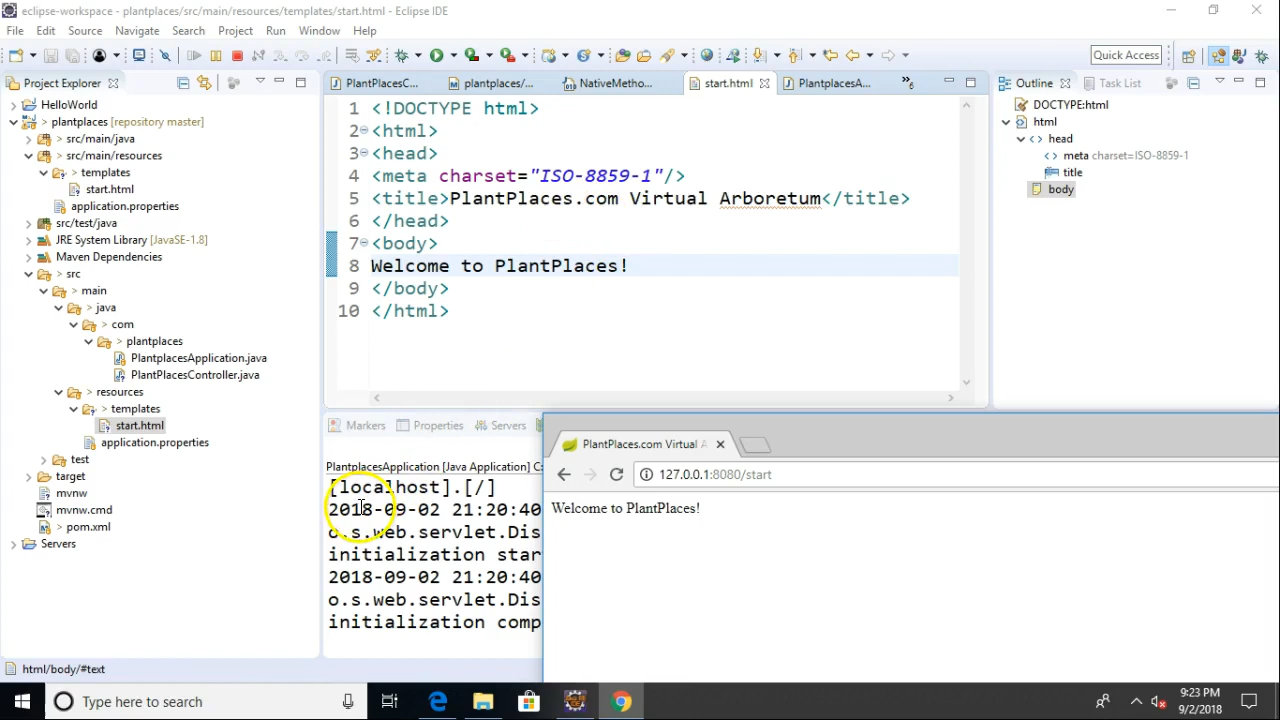 eclipse-workspace - plantplaces/src/main/resources/templates/start.html - Eclipse IDE
File Edit Source Navigate Search Project Run Window Help
Quick Access
Project Explorer
HelloWorld
plantplaces [repository master]
> src/main/java
> src/main/resources
> templates
start.html
application.properties
src/test/java
JRE System Library [JavaSE-1.8]
Maven Dependencies
> src
> main
> java
> com
> plantplaces
PlantplacesApplication.java
PlantPlacesController.java
> resources
> templates
start.html
application.properties
> test
> target
mvnw
mvnw.cmd
> pom.xml
Servers
PlantPlacesC... plantplaces/... NativeMetho... start.html PlantplacesA... »6
1 <!DOCTYPE html>
2 <html>
3 <head>
4 <meta charset="ISO-8859-1"/>
5 <title>PlantPlaces.com Virtual Arboretum</title>
6 </head>
7 <body>
8 Welcome to PlantPlaces!
9 </body>
10 </html>
Outline Task List
DOCTYPE:html
html
head
meta charset=ISO-8859-1
title
body
Markers Properties Servers
PlantplacesApplication [Java Application] C:
[localhost].[/]
2018-09-02 21:20:40
o.s.web.servlet.Dis
initialization star
2018-09-02 21:20:40
o.s.web.servlet.Dis
initialization comp
PlantPlaces.com Virtual A
127.0.0.1:8080/start
Welcome to PlantPlaces!
html/body/#text
Type here to search
9:23 PM
9/2/2018